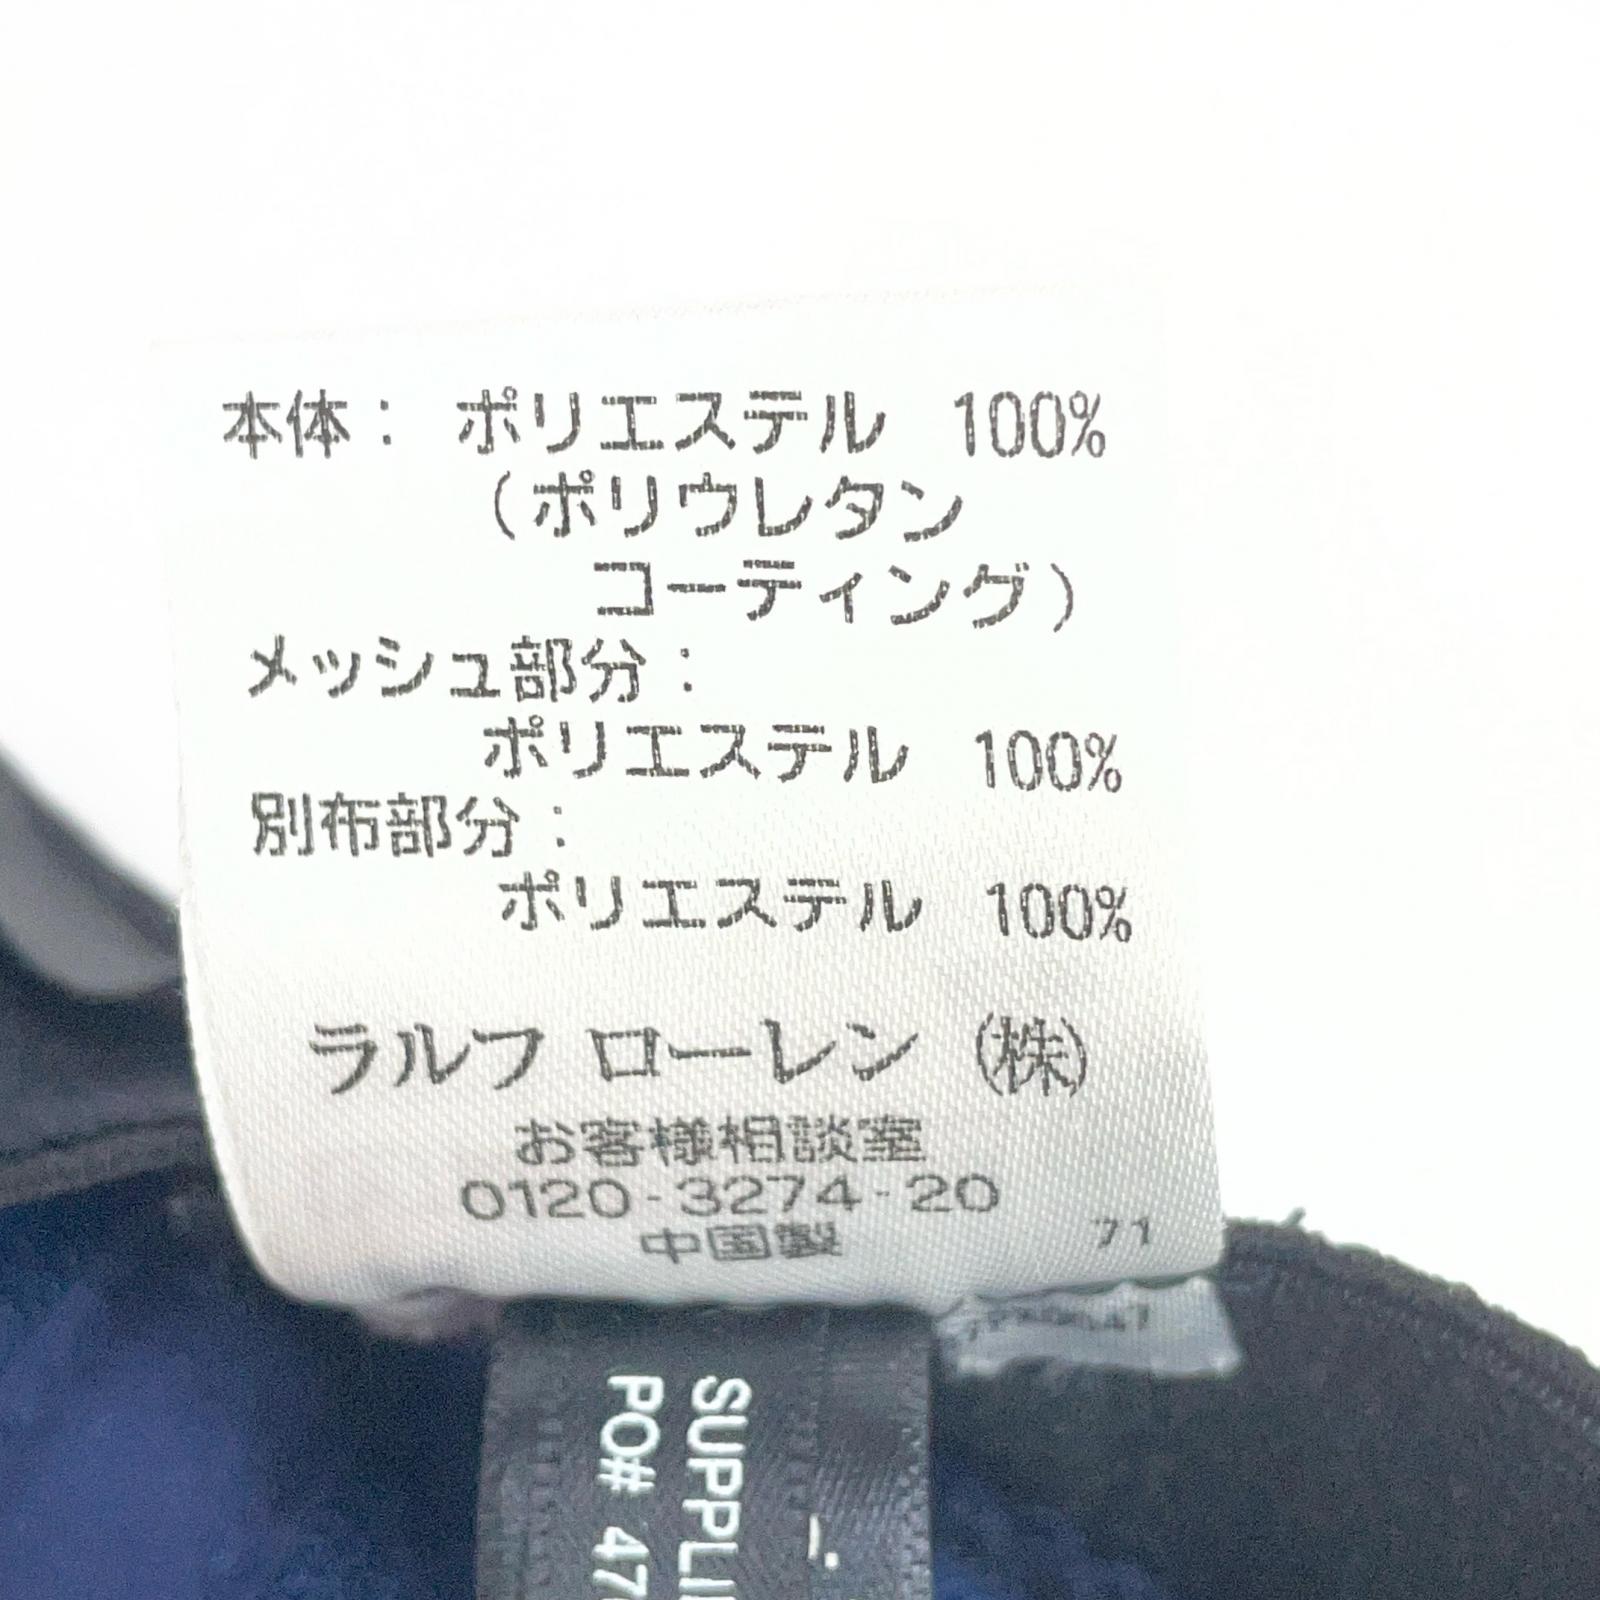 本体： ポリエステル 100%
（ポリウレタン
コーティング）
メッシュ部分：
ポリエステル 100%
別布部分：
ポリエステル 100%
ラルフ ローレン ㈱
お客様相談室
0120-3274-20
中国製
71
SUPPLI
PO# 47